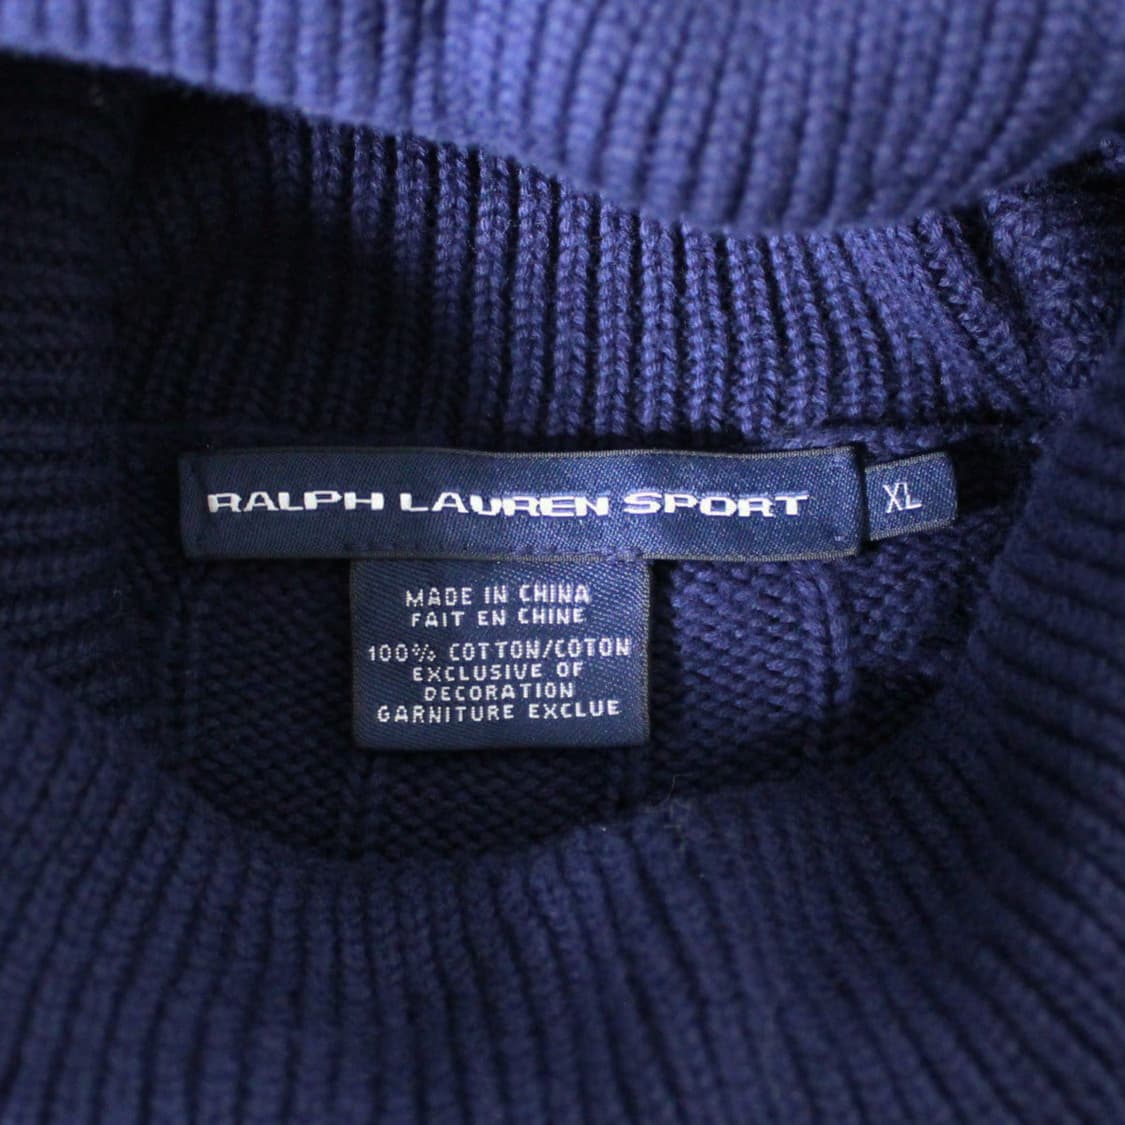 RALPH LAUREN SPORT
XL
MADE IN CHINA
FAIT EN CHINE
100% COTTON/COTON
EXCLUSIVE OF
DECORATION
GARNITURE EXCLUE